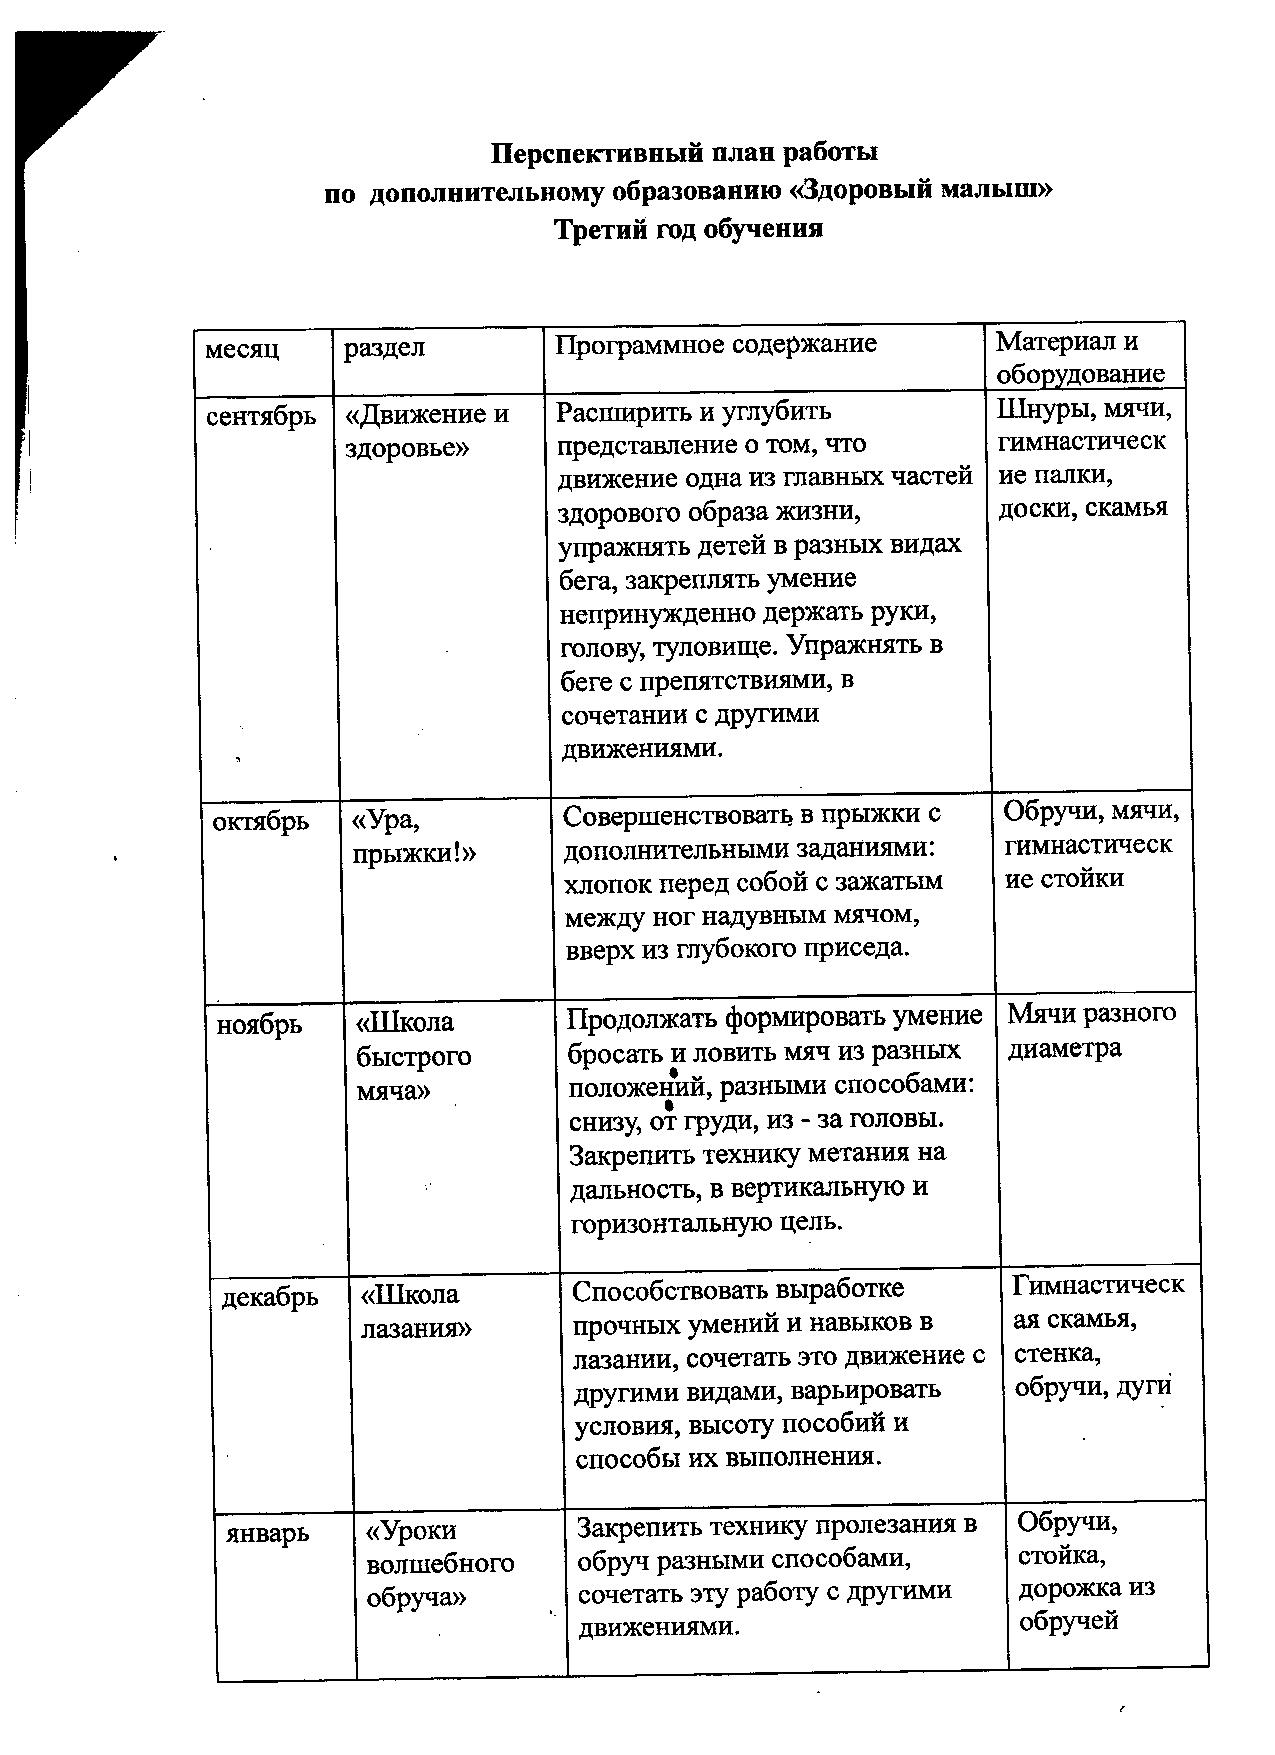 Перспективный план работы
по дополнительному образованию «Здоровый малыш»
Третий год обучения
месяц
раздел
Программное содержание
Материал и
оборудование
сентябрь
«Движение и
здоровье»
Расширить и углубить
представление о том, что
движение одна из главных частей
здорового образа жизни,
упражнять детей в разных видах
бега, закреплять умение
непринужденно держать руки,
голову, туловище. Упражнять в
беге с препятствиями, в
сочетании с другими
движениями.
Шнуры, мячи,
гимнастическ
ие палки,
доски, скамья
октябрь
«Ура,
прыжки!»
Совершенствовать в прыжки с
дополнительными заданиями:
хлопок перед собой с зажатым
между ног надувным мячом,
вверх из глубокого приседа.
Обручи, мячи,
гимнастическ
ие стойки
ноябрь
«Школа
быстрого
мяча»
Продолжать формировать умение
бросать и ловить мяч из разных
положений, разными способами:
снизу, от груди, из - за головы.
Закрепить технику метания на
дальность, в вертикальную и
горизонтальную цель.
Мячи разного
диаметра
декабрь
«Школа
лазания»
Способствовать выработке
прочных умений и навыков в
лазании, сочетать это движение с
другими видами, варьировать
условия, высоту пособий и
способы их выполнения.
Гимнастическ
ая скамья,
стенка,
обручи, дуги
январь
«Уроки
волшебного
обруча»
Закрепить технику пролезания в
обруч разными способами,
сочетать эту работу с другими
движениями.
Обручи,
стойка,
дорожка из
обручей